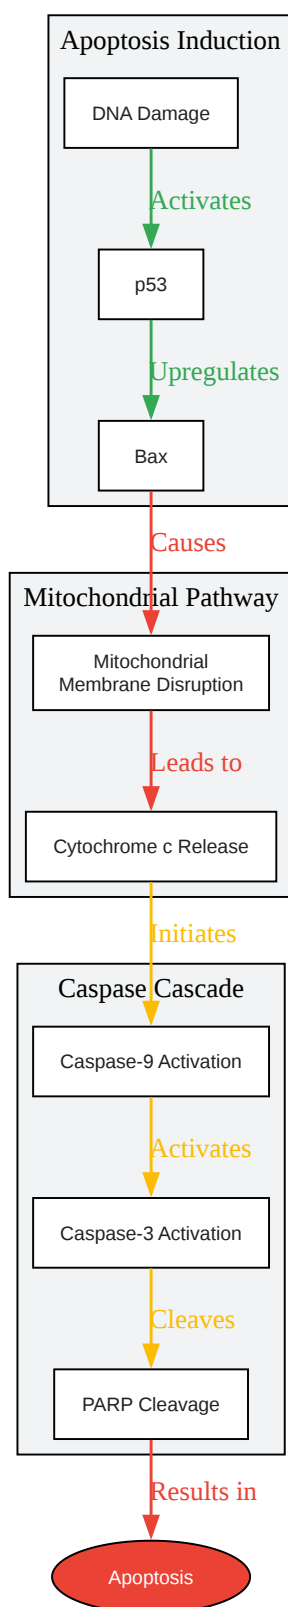 Apoptosis Induction
DNA Damage
Activates
p53
Upregulates
Bax
Causes
Mitochondrial Pathway
Mitochondrial
Membrane Disruption
Leads to
Cytochrome c Release
Initiates
Caspase Cascade
Caspase-9 Activation
Activates
Caspase-3 Activation
Cleaves
PARP Cleavage
Results in
Apoptosis